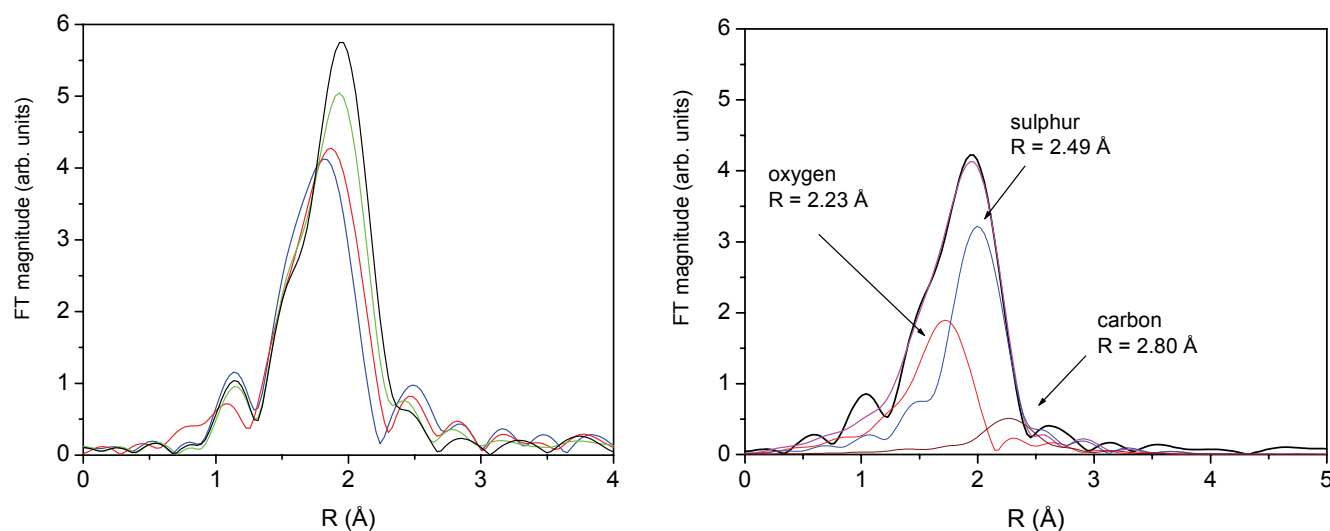 6
5
4
3
2
1
0
FT magnitude (arb. units)
0 1 2 3 4
R (Å)
6
5
4
3
2
1
0
FT magnitude (arb. units)
sulphur
R = 2.49 Å
oxygen
R = 2.23 Å
carbon
R = 2.80 Å
0 1 2 3 4 5
R (Å)